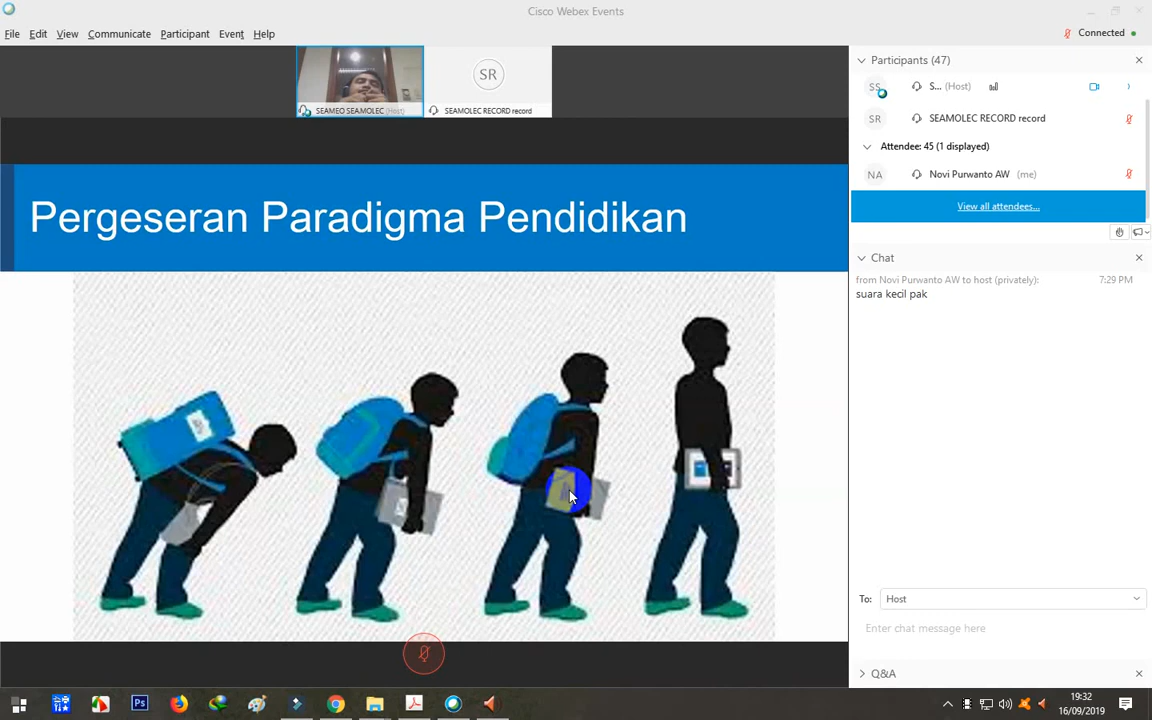 Cisco Webex Events
File Edit View Communicate Participant Event Help
Connected
SR
SEAMEO SEAMOLEC (Host)
SEAMOLEC RECORD record
Pergeseran Paradigma Pendidikan
Participants (47)
SS S... (Host)
SR SEAMOLEC RECORD record
Attendee: 45 (1 displayed)
NA Novi Purwanto AW (me)
View all attendees...
Chat
from Novi Purwanto AW to host (privately): 7:29 PM
suara kecil pak
To: Host
Enter chat message here
Q&A
Ps
19:32
16/09/2019